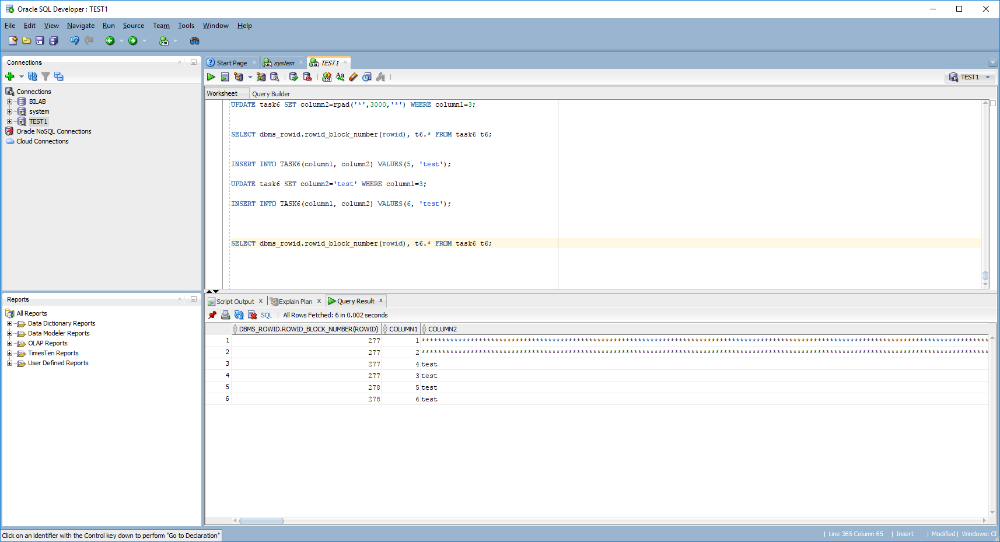 Oracle SQL Developer : TEST1
File Edit View Navigate Run Source Team Tools Window Help
Connections
Connections
BILAB
system
TEST1
Oracle NoSQL Connections
Cloud Connections
Reports
All Reports
Data Dictionary Reports
Data Modeler Reports
OLAP Reports
TimesTen Reports
User Defined Reports
Start Page system TEST1
TEST1
Worksheet Query Builder
UPDATE task6 SET column2=rpad('*',3000,'*') WHERE column1=3;
SELECT dbms_rowid.rowid_block_number(rowid), t6.* FROM task6 t6;
INSERT INTO TASK6(column1, column2) VALUES(5, 'test');
UPDATE task6 SET column2='test' WHERE column1=3;
INSERT INTO TASK6(column1, column2) VALUES(6, 'test');
SELECT dbms_rowid.rowid_block_number(rowid), t6.* FROM task6 t6;
Script Output Explain Plan Query Result
SQL All Rows Fetched: 6 in 0.002 seconds
DBMS_ROWID.ROWID_BLOCK_NUMBER(ROWID) COLUMN1 COLUMN2
1 277 1 ****************************************************************************************************************************************
2 277 2 ****************************************************************************************************************************************
3 277 4 test
4 277 3 test
5 278 5 test
6 278 6 test
Click on an identifier with the Control key down to perform "Go to Declaration"
Line 365 Column 65 | Insert | Modified | Windows: CF